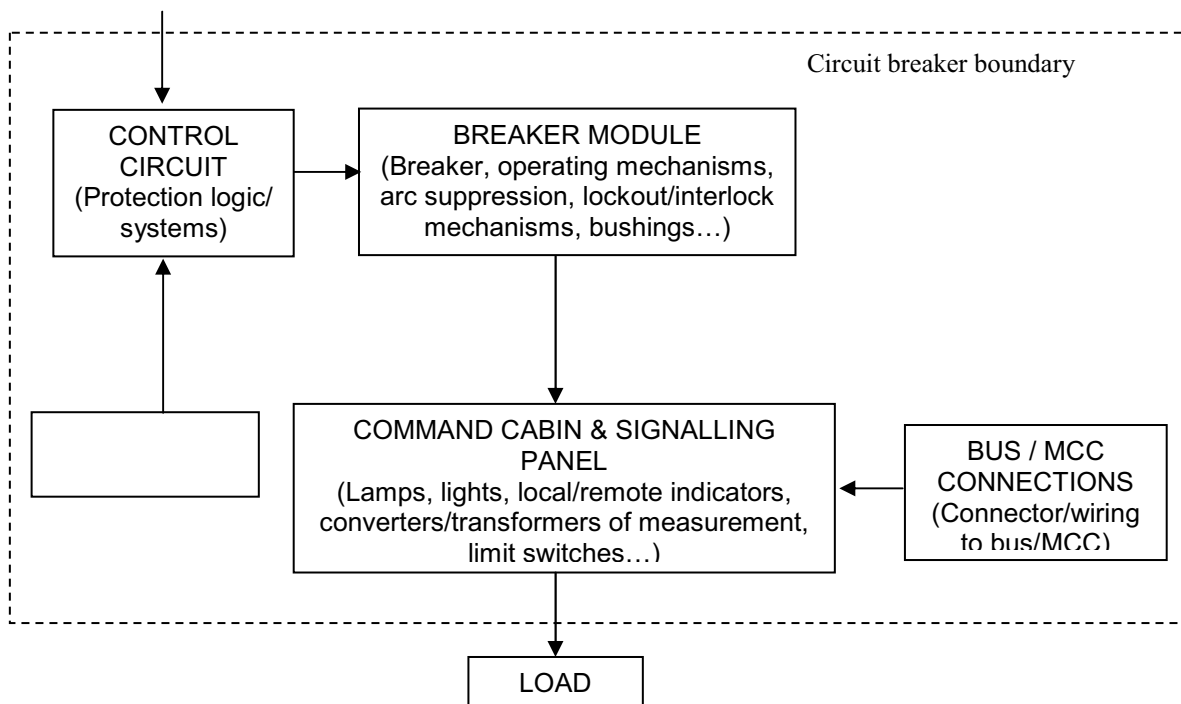 Circuit breaker boundary
CONTROL
CIRCUIT
(Protection logic/
systems)
BREAKER MODULE
(Breaker, operating mechanisms,
arc suppression, lockout/interlock
mechanisms, bushings…)
COMMAND CABIN & SIGNALLING
PANEL
(Lamps, lights, local/remote indicators,
converters/transformers of measurement,
limit switches…)
BUS / MCC
CONNECTIONS
(Connector/wiring
to bus/MCC)
LOAD